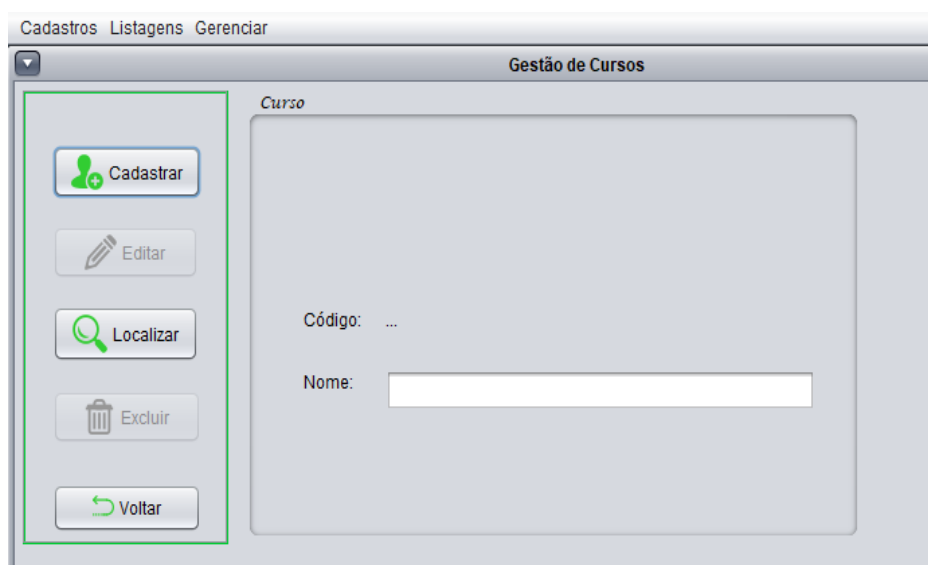 Cadastros Listagens Gerenciar
Gestão de Cursos
Curso
Cadastrar
Editar
Localizar
Excluir
Voltar
Código: ...
Nome: